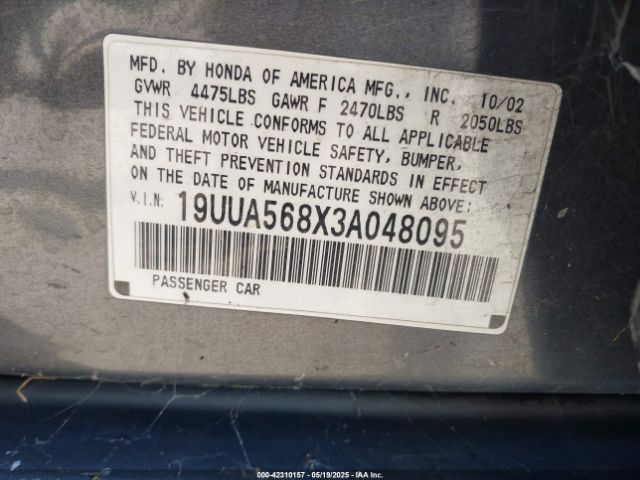 MFD. BY HONDA OF AMERICA MFG., INC. 10/02
GVWR 4475LBS GAWR F 2470LBS R 2050LBS
THIS VEHICLE CONFORMS TO ALL APPLICABLE
FEDERAL MOTOR VEHICLE SAFETY, BUMPER,
AND THEFT PREVENTION STANDARDS IN EFFECT
ON THE DATE OF MANUFACTURE SHOWN ABOVE:
V.I.N: 19UUA568X3A048095
PASSENGER CAR
000-42310157 — 05/19/2025 — IAA Inc.